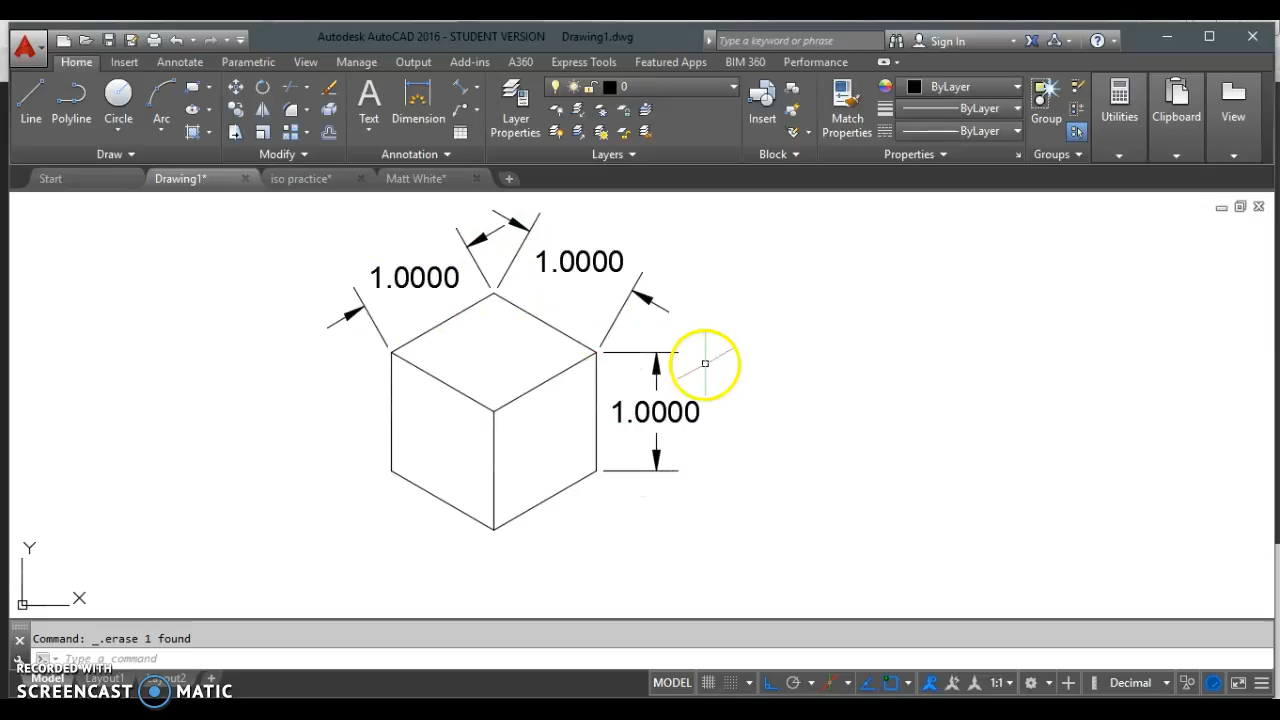 Autodesk AutoCAD 2016 - STUDENT VERSION Drawing1.dwg
Type a keyword or phrase
Sign In
Home Insert Annotate Parametric View Manage Output Add-ins A360 Express Tools Featured Apps BIM 360 Performance
Line Polyline Circle Arc
Text Dimension
Layer Properties
0
Insert
Match Properties
ByLayer
ByLayer
ByLayer
Group
Utilities
Clipboard
View
Draw Modify Annotation Layers Block Properties Groups
Start Drawing1* iso practice* Matt White*
1.0000
1.0000
1.0000
Y
X
Command: _.erase 1 found
Type a command
RECORDED WITH
Model Layout1 Layout2
SCREENCAST MATIC
MODEL 1:1 Decimal